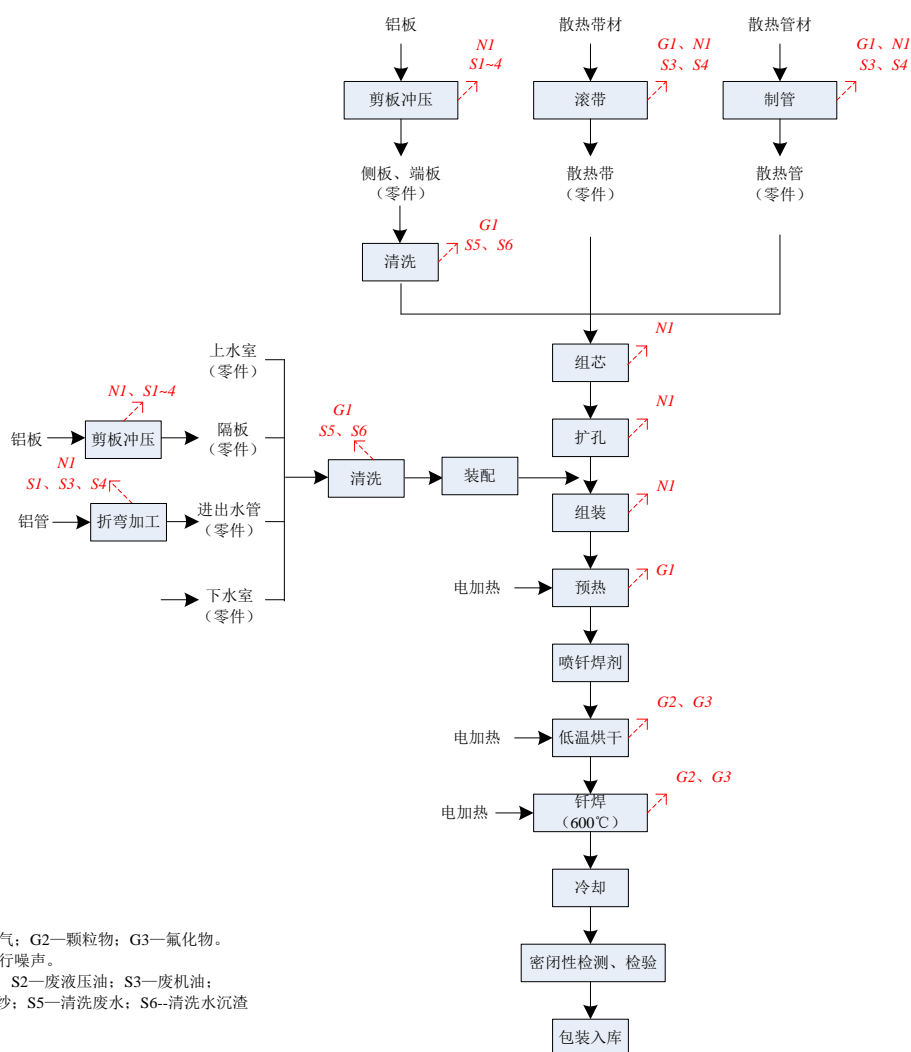 铝板
散热带材
散热管材
N1
S1~4
G1、N1
S3、S4
G1、N1
S3、S4
剪板冲压
滚带
制管
侧板、端板
（零件）
散热带
（零件）
散热管
（零件）
G1
S5、S6
清洗
上水室
（零件）
N1
组芯
N1、S1~4
铝板
剪板冲压
隔板
（零件）
G1
S5、S6
N1
扩孔
N1
S1、S3、S4
清洗
装配
N1
组装
铝管
折弯加工
进出水管
（零件）
G1
电加热
预热
下水室
（零件）
喷钎焊剂
G2、G3
电加热
低温烘干
G2、G3
电加热
钎焊
（600℃）
冷却
气；G2—颗粒物；G3—氟化物。
行噪声。
S2—废液压油；S3—废机油；
纱；S5—清洗废水；S6--清洗水沉渣
密闭性检测、检验
包装入库